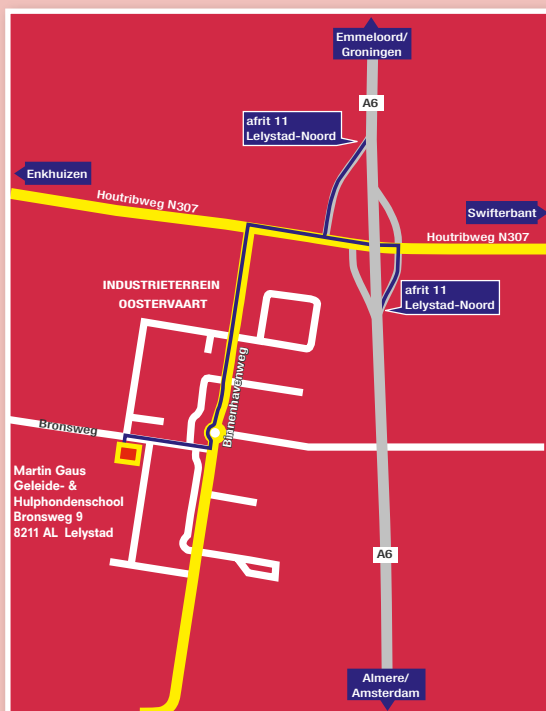 Emmeloord/
Groningen
A6
afrit 11
Lelystad-Noord
Enkhuizen
Houtribweg N307
Swifterbant
Houtribweg N307
INDUSTRIETERREIN
OOSTERVAART
afrit 11
Lelystad-Noord
Binnenhavenweg
Bronsweg
Martin Gaus
Geleide- &
Hulphondenschool
Bronsweg 9
8211 AL Lelystad
A6
Almere/
Amsterdam